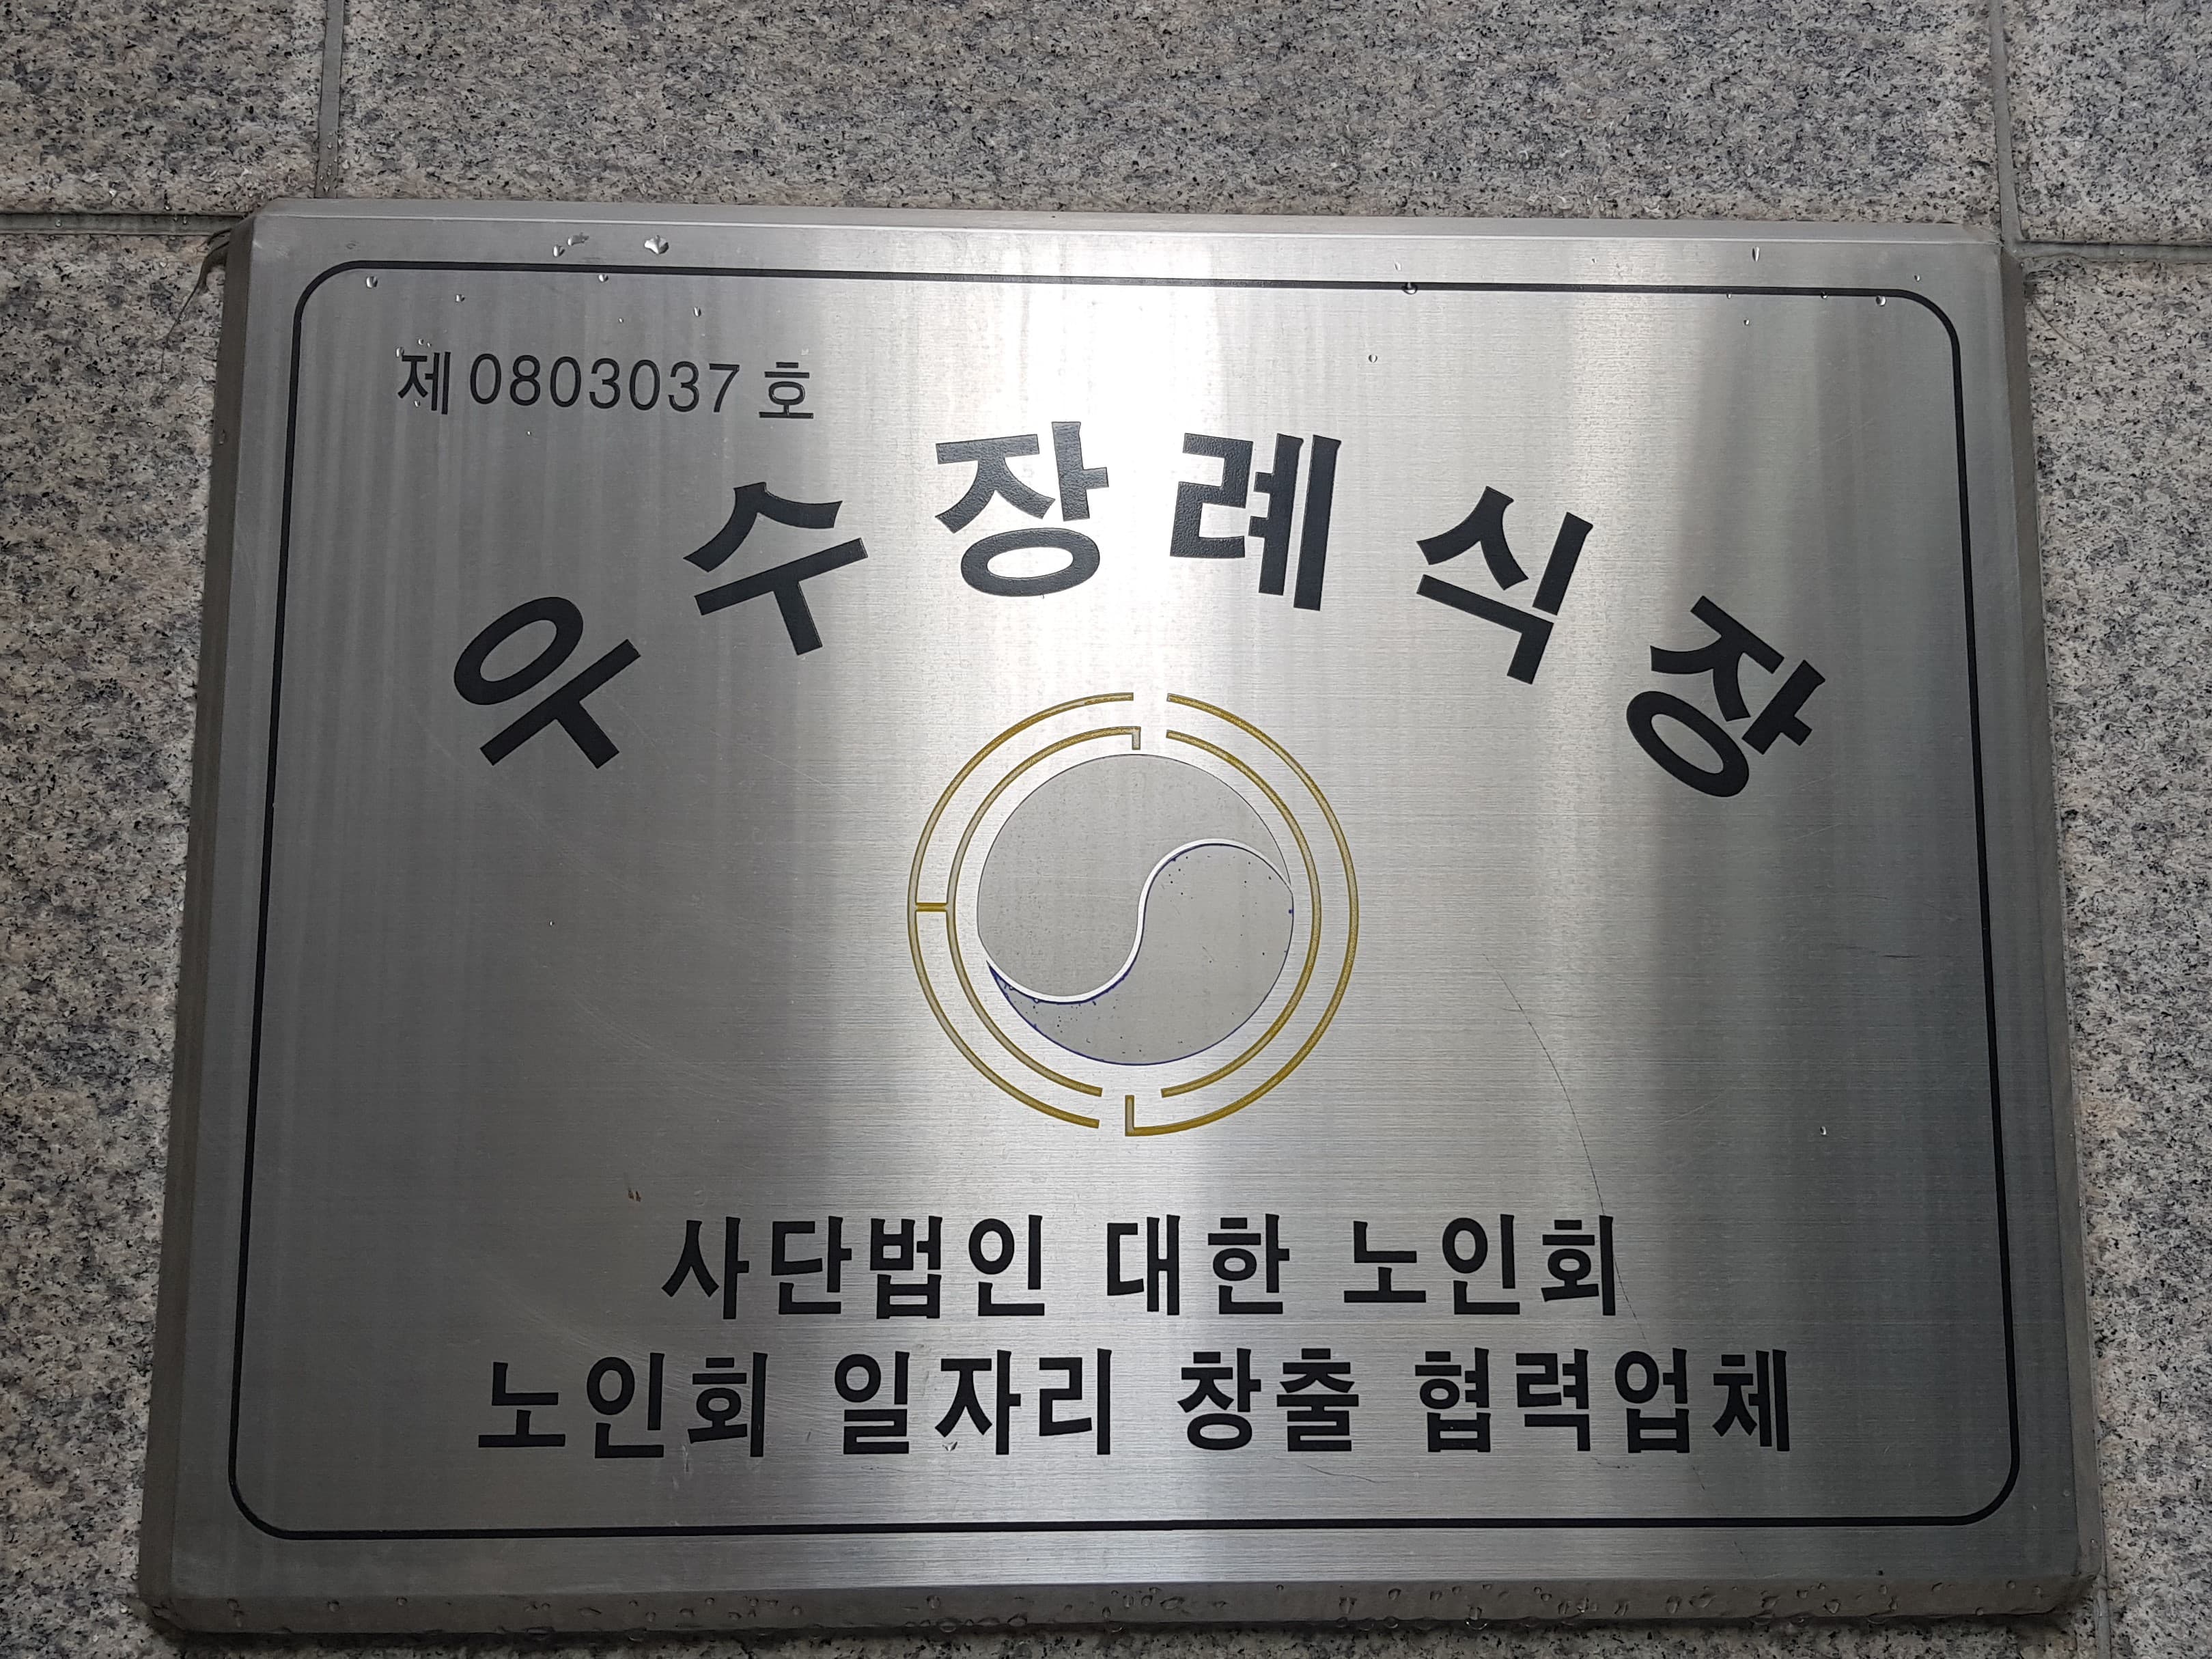 제 0803037 호
우수장례식장
사단법인 대한 노인회
노인회 일자리 창출 협력업체